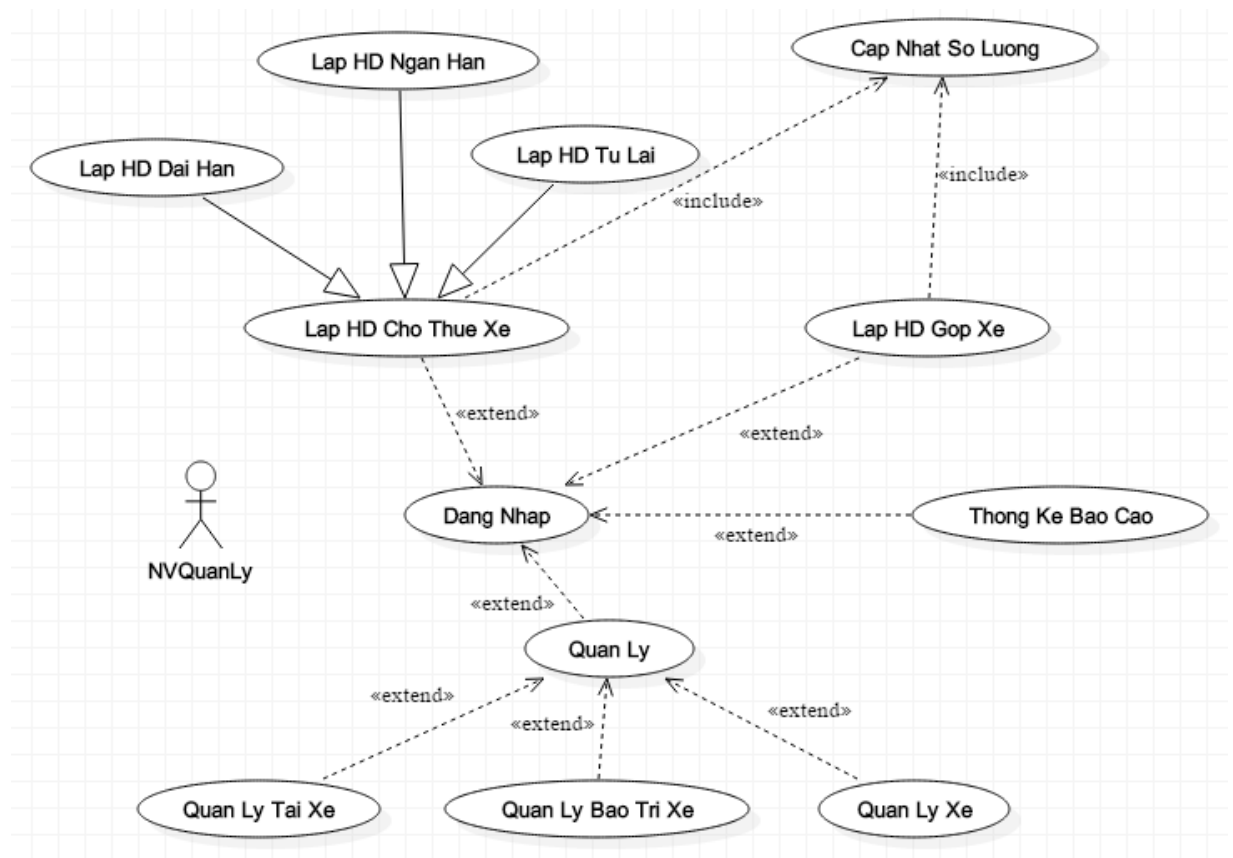 Lap HD Ngan Han
Cap Nhat So Luong
Lap HD Dai Han
Lap HD Tu Lai
«include»
«include»
Lap HD Cho Thue Xe
Lap HD Gop Xe
«extend»
«extend»
Dang Nhap
Thong Ke Bao Cao
«extend»
NVQuanLy
«extend»
Quan Ly
«extend»
«extend»
«extend»
Quan Ly Tai Xe
Quan Ly Bao Tri Xe
Quan Ly Xe